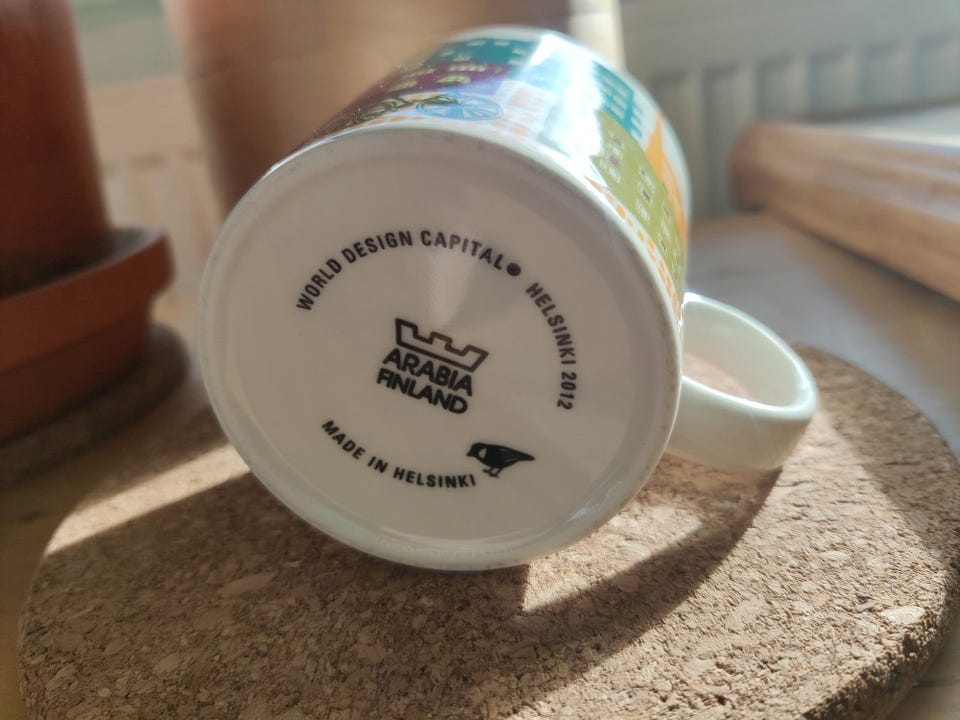 WORLD DESIGN CAPITAL® HELSINKI 2012
ARABIA
FINLAND
MADE IN HELSINKI